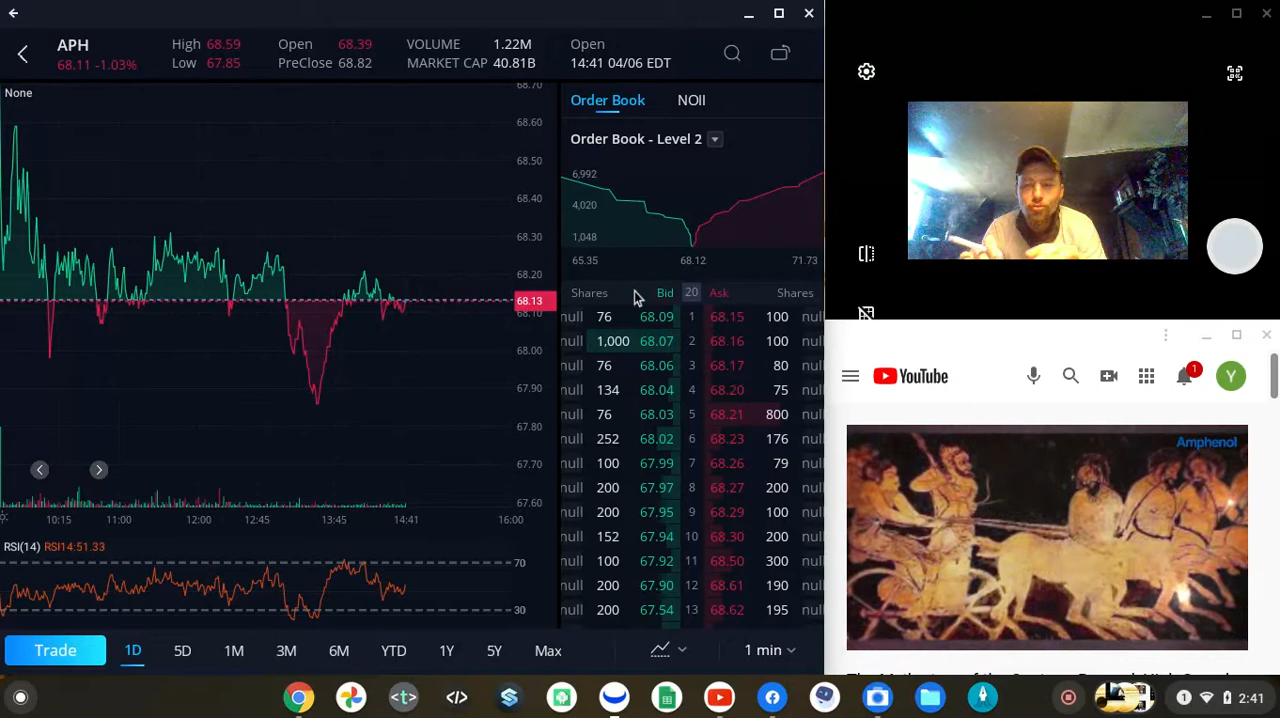 APH
68.11 -1.03%
High 68.59
Low 67.85
Open 68.39
PreClose 68.82
VOLUME 1.22M
MARKET CAP 40.81B
Open
14:41 04/06 EDT
None
68.70
68.60
68.50
68.40
68.30
68.20
68.13
68.10
68.00
67.90
67.80
67.70
67.60
10:15 11:00 12:00 12:45 13:45 14:41 16:00
RSI(14) RSI14:51.33
70
30
Trade 1D 5D 1M 3M 6M YTD 1Y 5Y Max 1 min
Order Book NOII
Order Book - Level 2
6,992
4,020
1,048
65.35 68.12 71.73
Shares Bid 20 Ask Shares
null 76 68.09 1 68.15 100 null
null 1,000 68.07 2 68.16 100 null
null 76 68.06 3 68.17 80 null
null 134 68.04 4 68.20 75 null
null 76 68.03 5 68.21 800 null
null 252 68.02 6 68.23 176 null
null 100 67.99 7 68.26 79 null
null 200 67.97 8 68.27 200 null
null 200 67.95 9 68.29 100 null
null 152 67.94 10 68.30 200 null
null 100 67.92 11 68.50 300 null
null 200 67.90 12 68.61 190 null
null 200 67.54 13 68.62 195 null
YouTube 1 Y
Amphenol
1 2:41